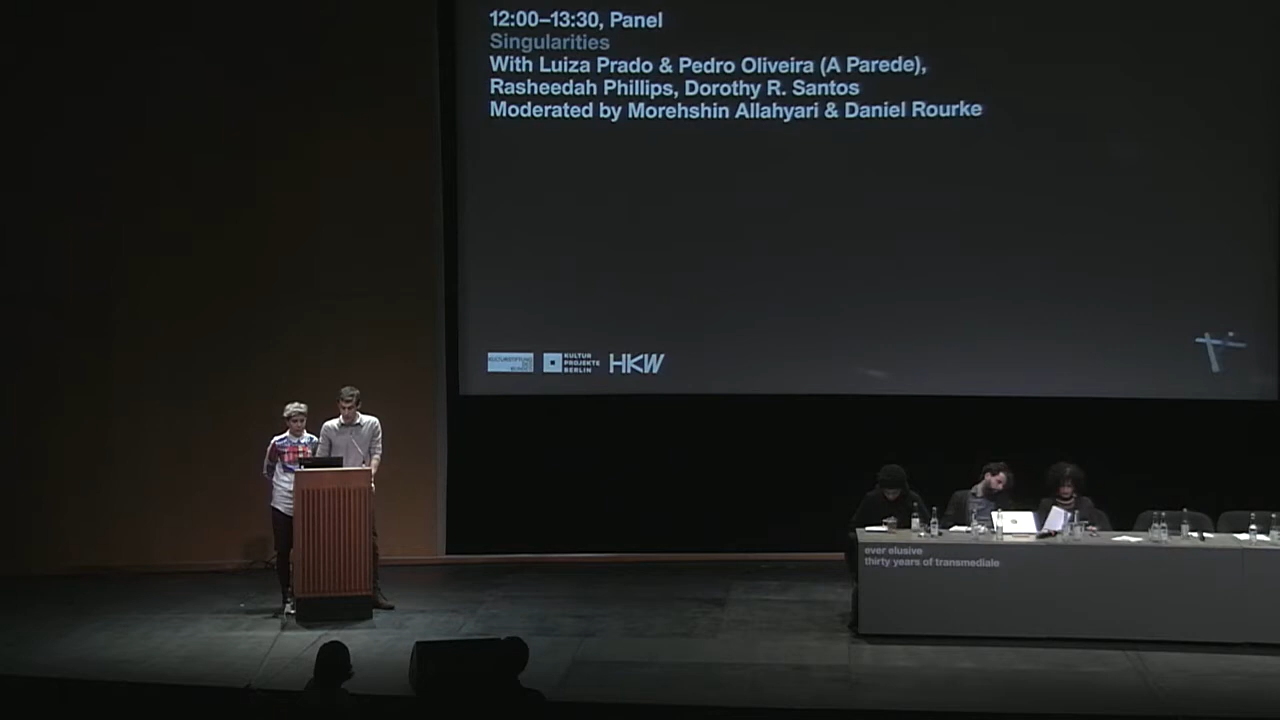 12:00–13:30, Panel
Singularities
With Luiza Prado & Pedro Oliveira (A Parede),
Rasheedah Phillips, Dorothy R. Santos
Moderated by Morehshin Allahyari & Daniel Rourke
KULTURSTIFTUNG
KULTUR
PROJEKTE
BERLIN
HKW
ever elusive
thirty years of transmediale